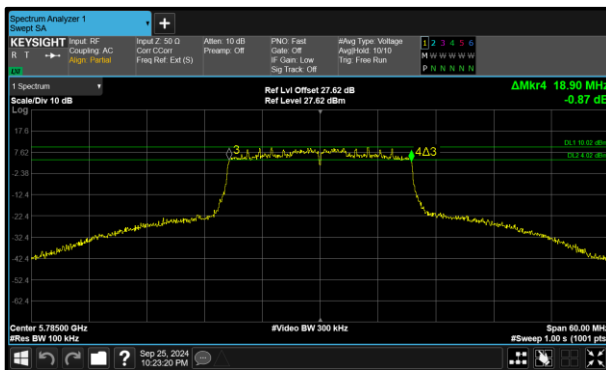 Spectrum Analyzer 1
Swept SA
KEYSIGHT
R T
Input: RF
Coupling: AC
Align: Partial
Input Z: 50 Ω
Corr CCorr
Freq Ref: Ext (S)
Atten: 10 dB
Preamp: Off
PNO: Fast
Gate: Off
IF Gain: Low
Sig Track: Off
#Avg Type: Voltage
Avg|Hold: 10/10
Trig: Free Run
1 2 3 4 5 6
M W W W W W
P N N N N N
1 Spectrum
Scale/Div 10 dB
Ref Lvl Offset 27.62 dB
Ref Level 27.62 dBm
ΔMkr4 18.90 MHz
-0.87 dB
Log
17.6
7.62
-2.38
-12.4
-22.4
-32.4
-42.4
-52.4
-62.4
3
4Δ3
DL1 10.02 dBm
DL2 4.02 dBm
Center 5.78500 GHz
#Res BW 100 kHz
#Video BW 300 kHz
Span 60.00 MHz
#Sweep 1.00 s (1001 pts)
?
Sep 25, 2024
10:23:20 PM